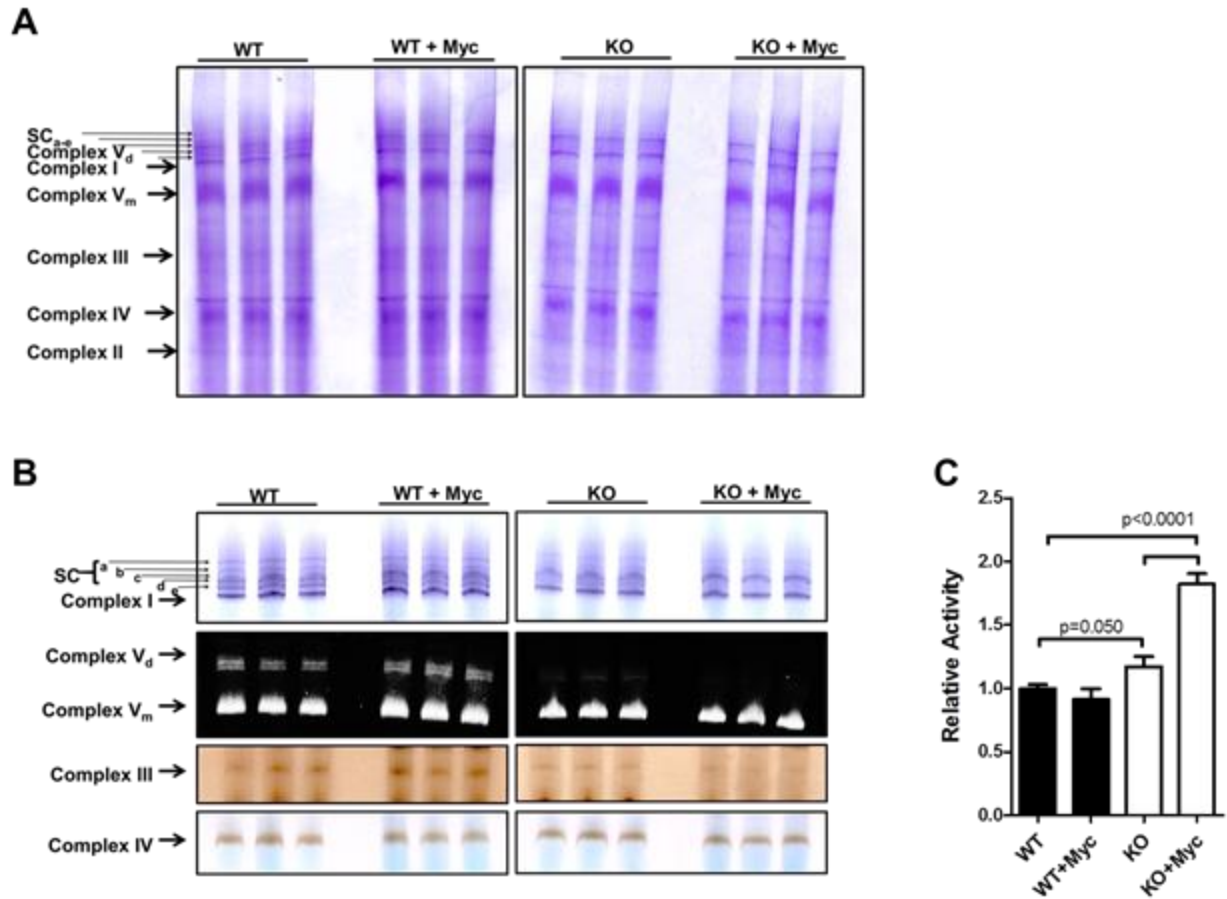 A
WT WT + Myc KO KO + Myc
SCa-e
Complex Vd
Complex I
Complex Vm
Complex III
Complex IV
Complex II
B
WT WT + Myc KO KO + Myc
SC a b c d e
Complex I
Complex Vd
Complex Vm
Complex III
Complex IV
C
2.5
p<0.0001
2.0
1.5
p=0.050
1.0
0.5
0.0
Relative Activity
WT WT+Myc KO KO+Myc